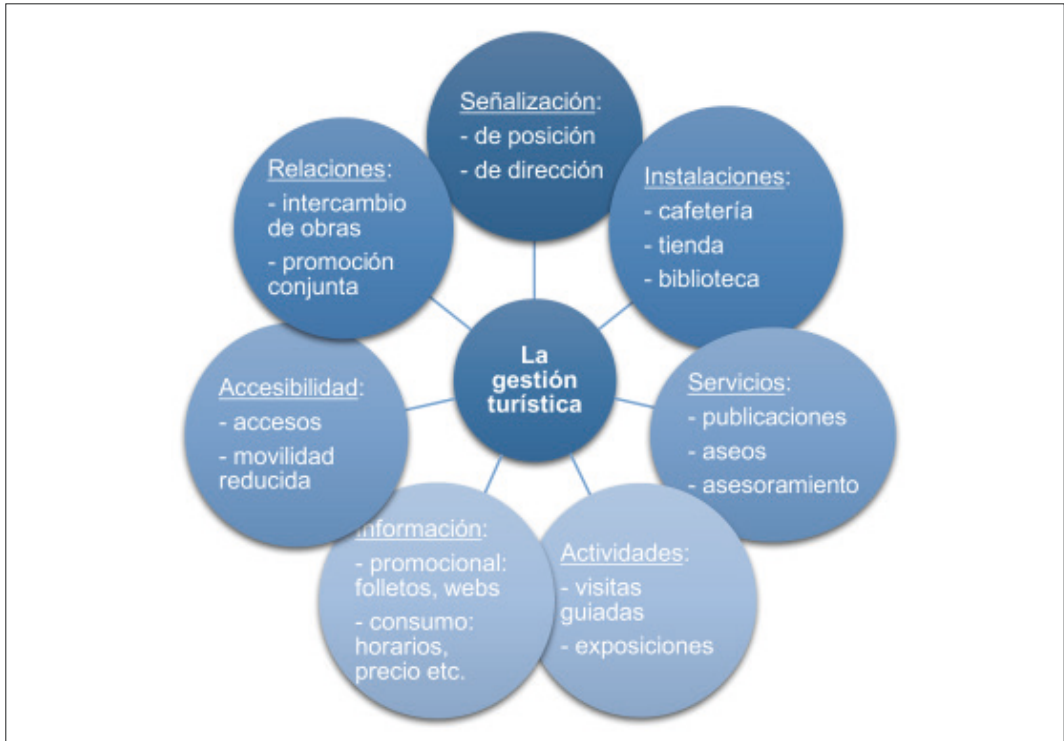 Señalización:
- de posición
- de dirección
Instalaciones:
- cafetería
- tienda
- biblioteca
Servicios:
- publicaciones
- aseos
- asesoramiento
Actividades:
- visitas
guiadas
- exposiciones
Información:
- promocional:
folletos, webs
- consumo:
horarios,
precio etc.
Accesibilidad:
- accesos
- movilidad
reducida
Relaciones:
- intercambio
de obras
- promoción
conjunta
La
gestión
turística